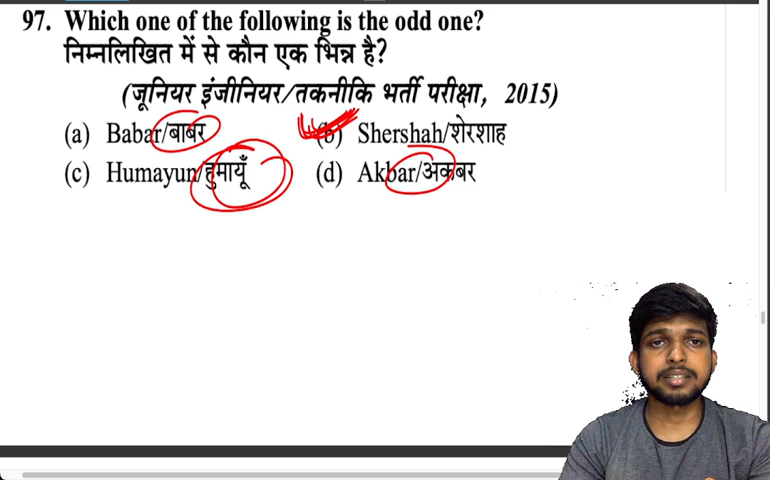 97. Which one of the following is the odd one?
निम्नलिखित में से कौन एक भिन्न है?
(जूनियर इंजीनियर/तकनीकि भर्ती परीक्षा, 2015)
(a) Babar/बाबर (b) Shershah/शेरशाह
(c) Humayun/हुमायूँ (d) Akbar/अकबर